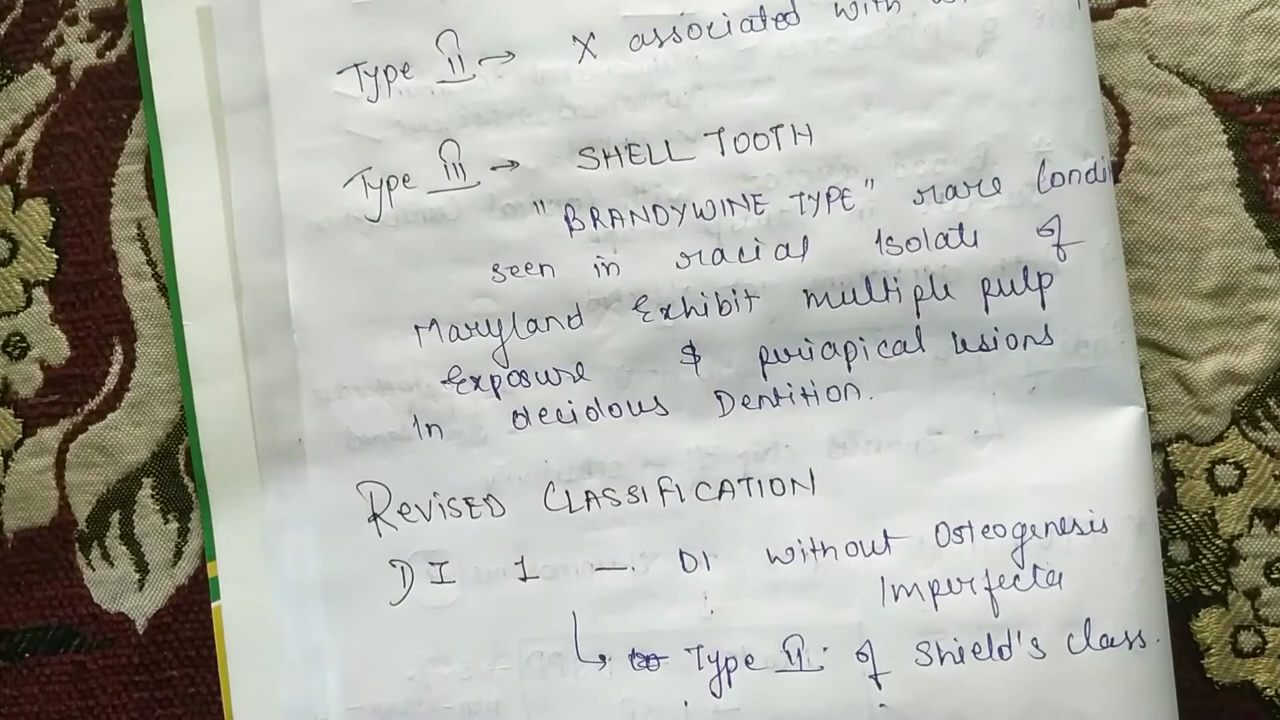 Type II → X associated with
Type III → SHELL TOOTH
"BRANDYWINE TYPE" rare Condi
seen in racial Isolate of
Maryland Exhibit multiple pulp
Exposure & periapical lesions
In decidous Dentition.
REVISED CLASSIFICATION
DI 1 — DI without Osteogenesis
Imperfecta
↳ Type II of Shield's class.